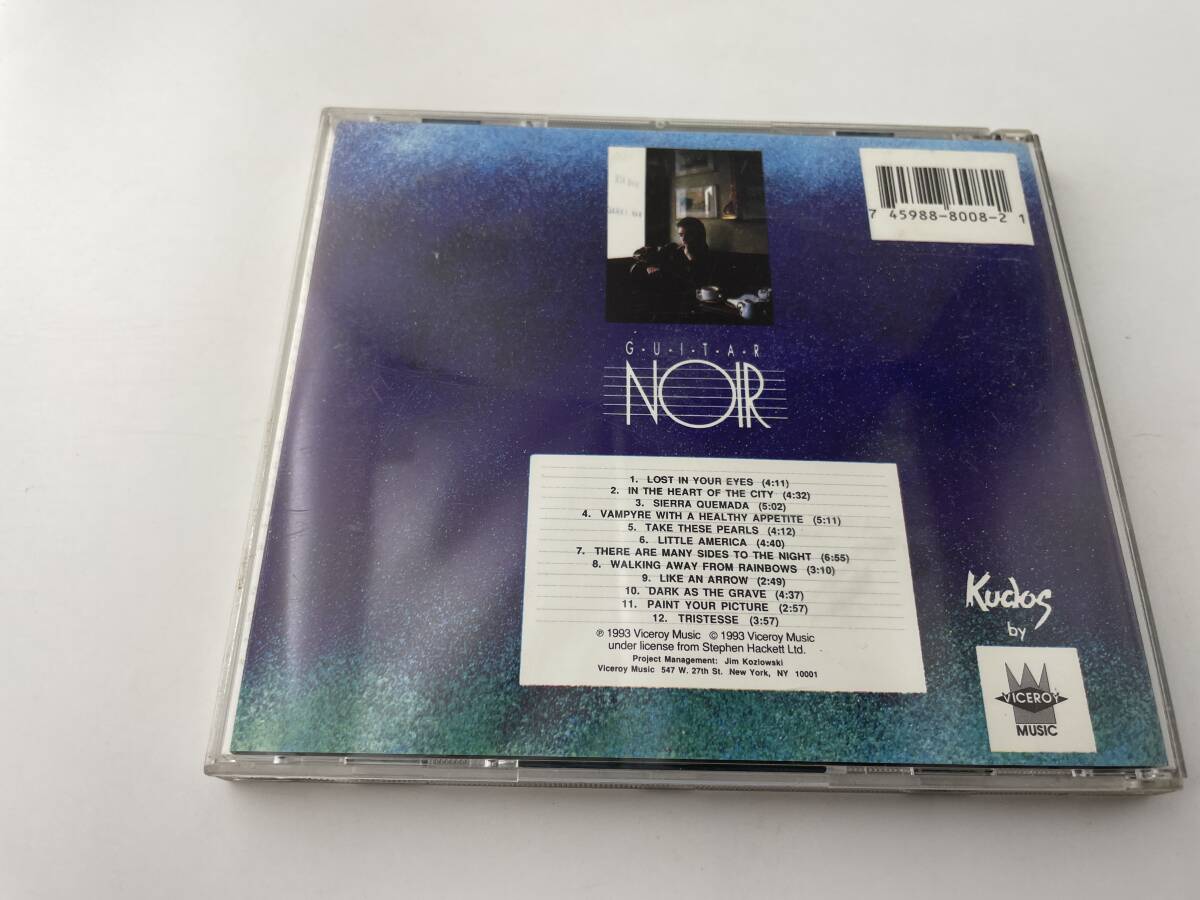 7 45988-8008-2 1
G·U·I·T·A·R
NOIR
1. LOST IN YOUR EYES (4:11)
2. IN THE HEART OF THE CITY (4:32)
3. SIERRA QUEMADA (5:02)
4. VAMPYRE WITH A HEALTHY APPETITE (5:11)
5. TAKE THESE PEARLS (4:12)
6. LITTLE AMERICA (4:40)
7. THERE ARE MANY SIDES TO THE NIGHT (6:55)
8. WALKING AWAY FROM RAINBOWS (3:10)
9. LIKE AN ARROW (2:49)
10. DARK AS THE GRAVE (4:37)
11. PAINT YOUR PICTURE (2:57)
12. TRISTESSE (3:57)
℗ 1993 Viceroy Music © 1993 Viceroy Music
under license from Stephen Hackett Ltd.
Project Management: Jim Kozlowski
Viceroy Music 547 W. 27th St. New York, NY 10001
Kudos
by
VICEROY
MUSIC